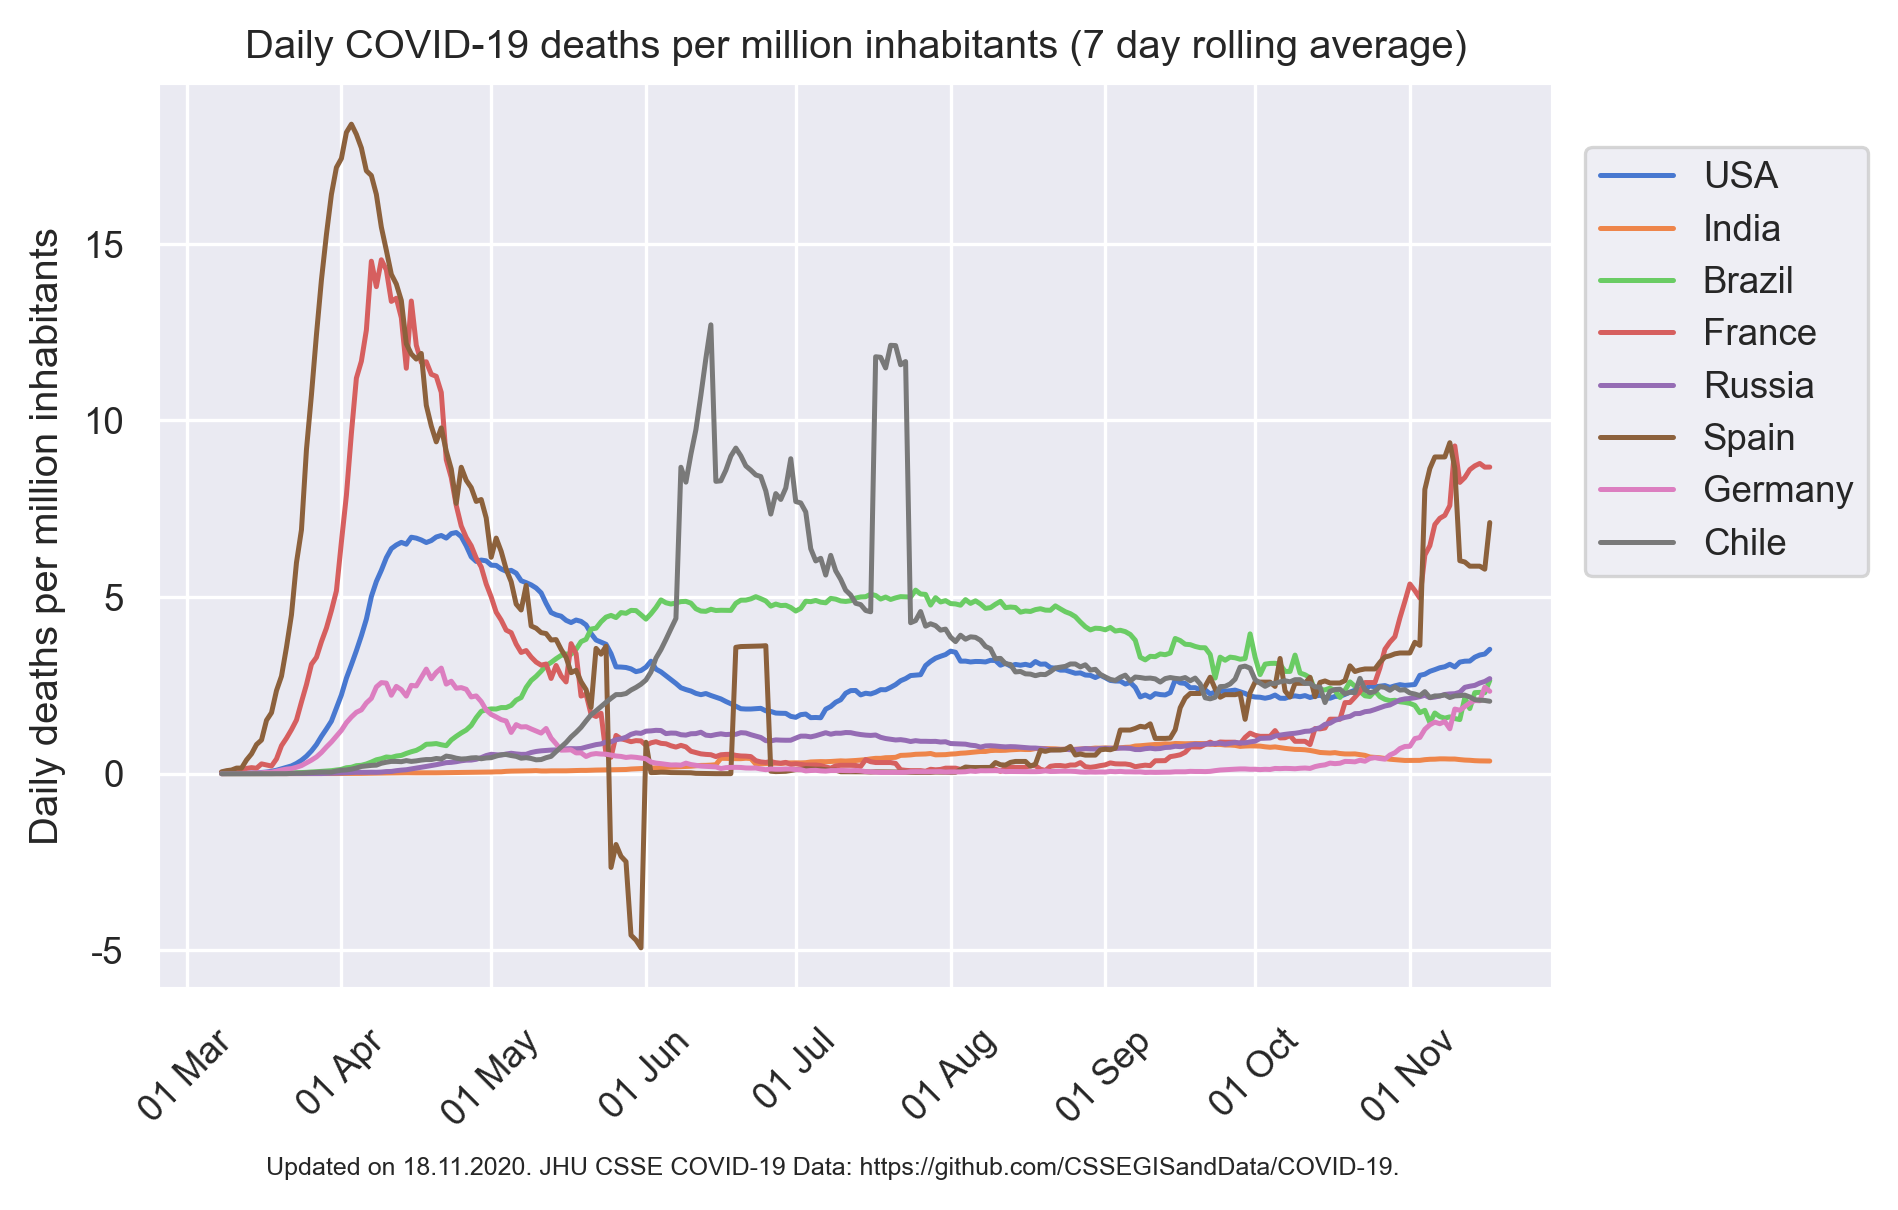 Daily COVID-19 deaths per million inhabitants (7 day rolling average)
Daily deaths per million inhabitants
15
10
5
0
-5
01 Mar
01 Apr
01 May
01 Jun
01 Jul
01 Aug
01 Sep
01 Oct
01 Nov
USA
India
Brazil
France
Russia
Spain
Germany
Chile
Updated on 18.11.2020. JHU CSSE COVID-19 Data: https://github.com/CSSEGISandData/COVID-19.